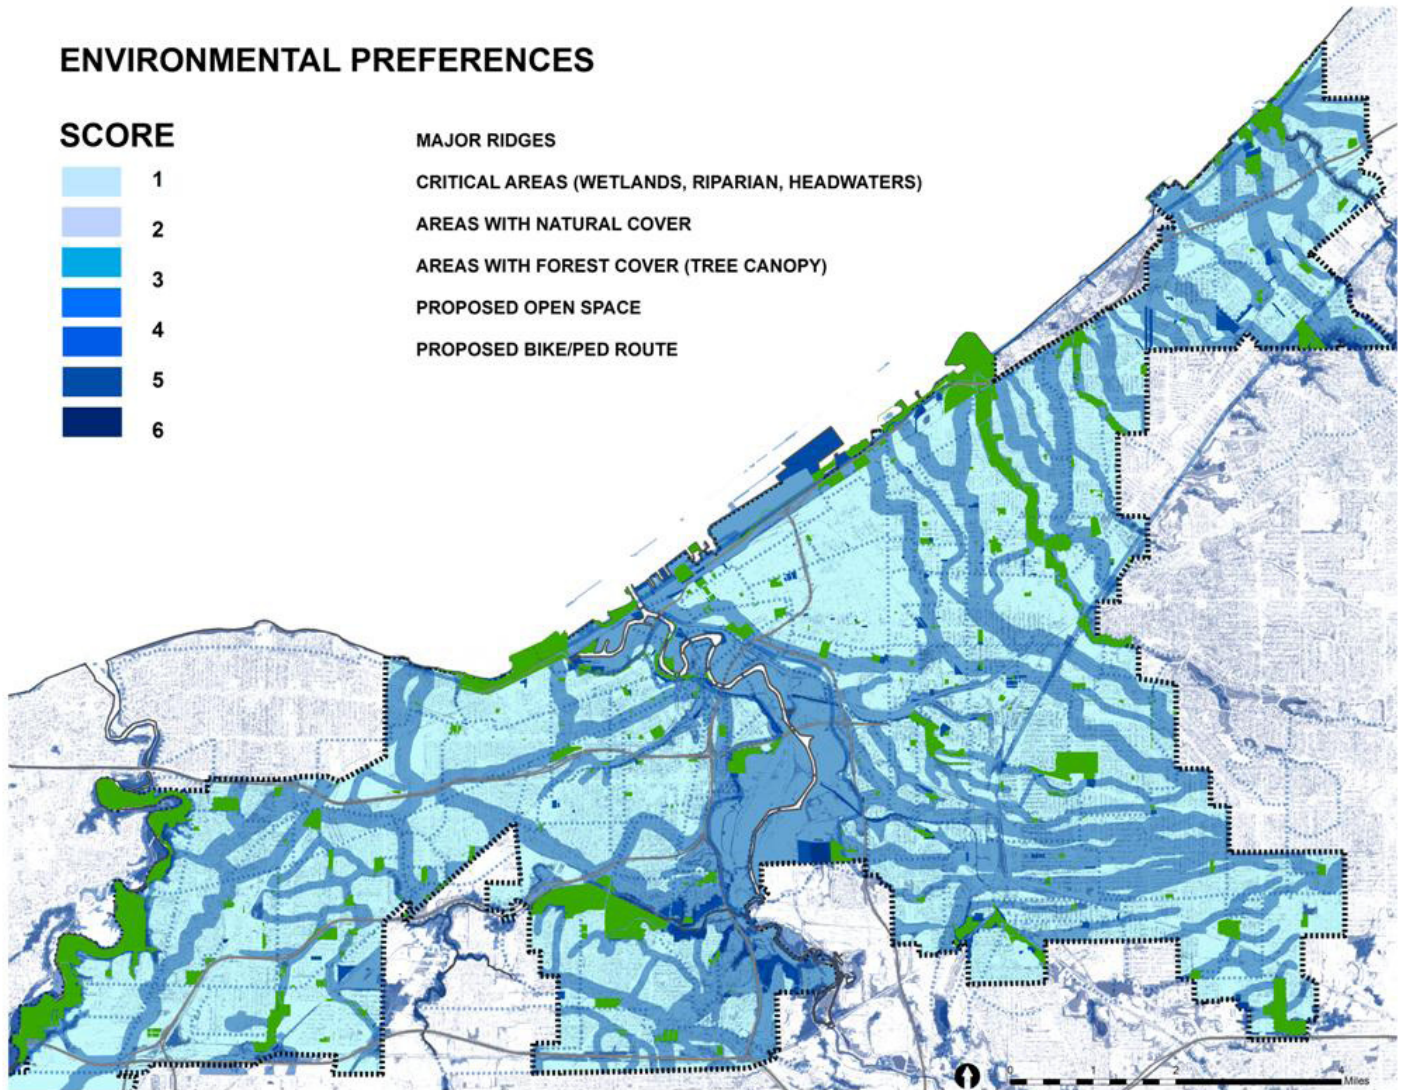 ENVIRONMENTAL PREFERENCES
SCORE
1
2
3
4
5
6
MAJOR RIDGES
CRITICAL AREAS (WETLANDS, RIPARIAN, HEADWATERS)
AREAS WITH NATURAL COVER
AREAS WITH FOREST COVER (TREE CANOPY)
PROPOSED OPEN SPACE
PROPOSED BIKE/PED ROUTE
0 1 2 4
Miles